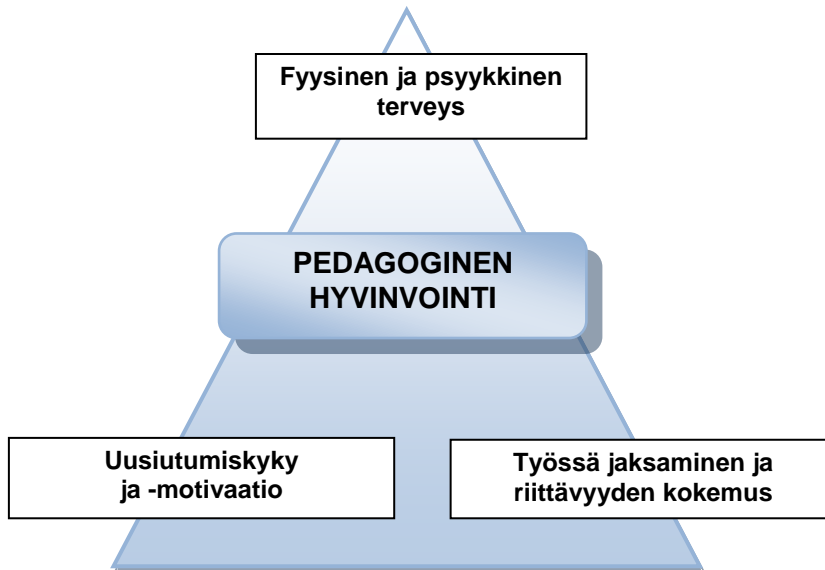 Fyysinen ja psyykkinen
terveys
PEDAGOGINEN
HYVINVOINTI
Uusiutumiskyky
ja -motivaatio
Työssä jaksaminen ja
riittävyyden kokemus